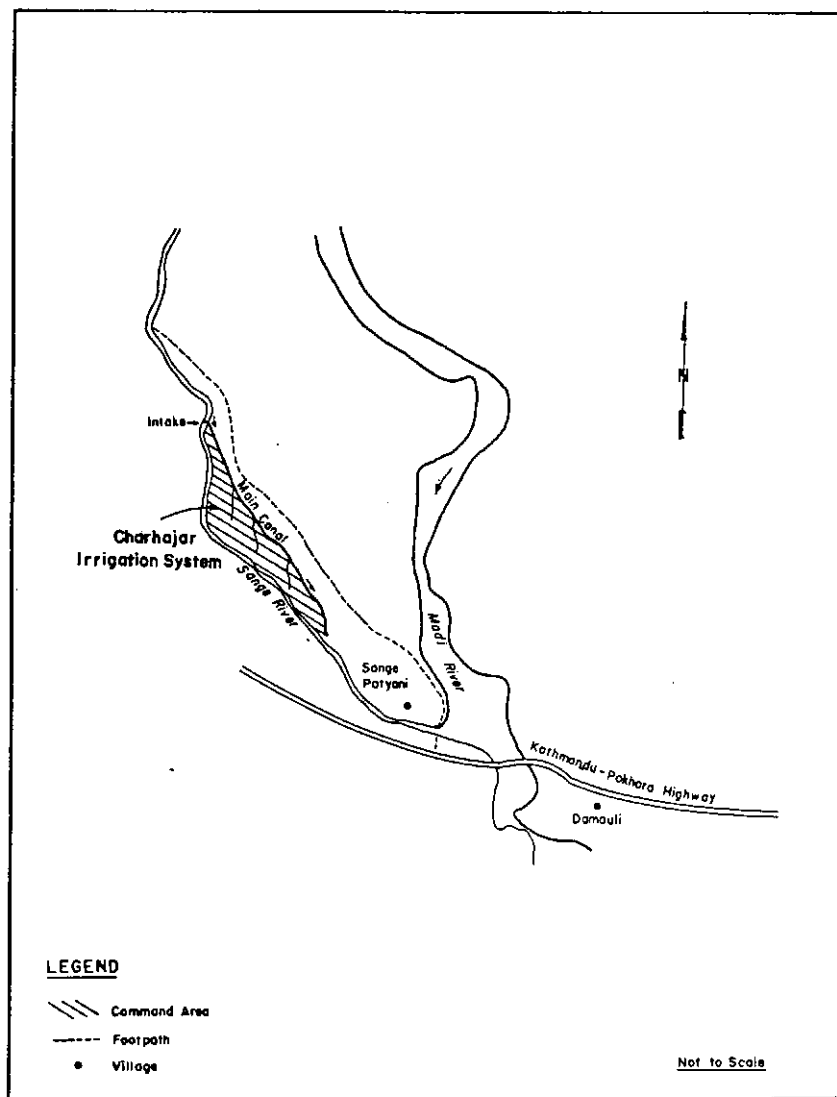 N
Intake
Main Canal
Charhajar
Irrigation System
Sange River
Madi River
Sange
Patyani
Kathmandu-Pokhara Highway
Damauli
LEGEND
Command Area
Footpath
Village
Not to Scale